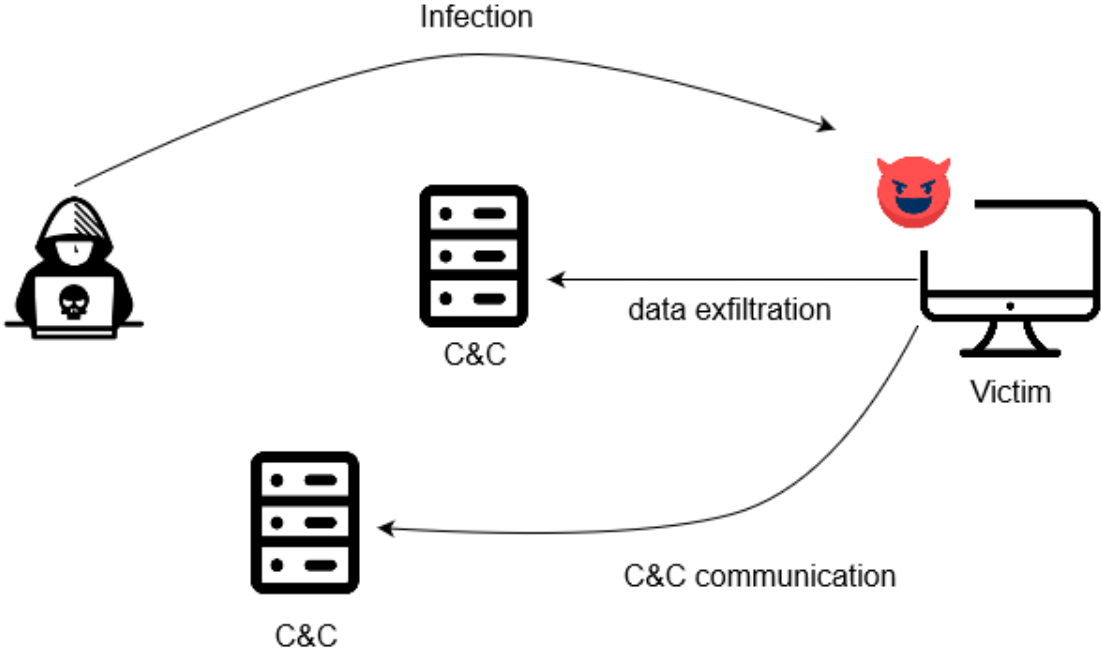 Infection
C&C
data exfiltration
Victim
C&C communication
C&C